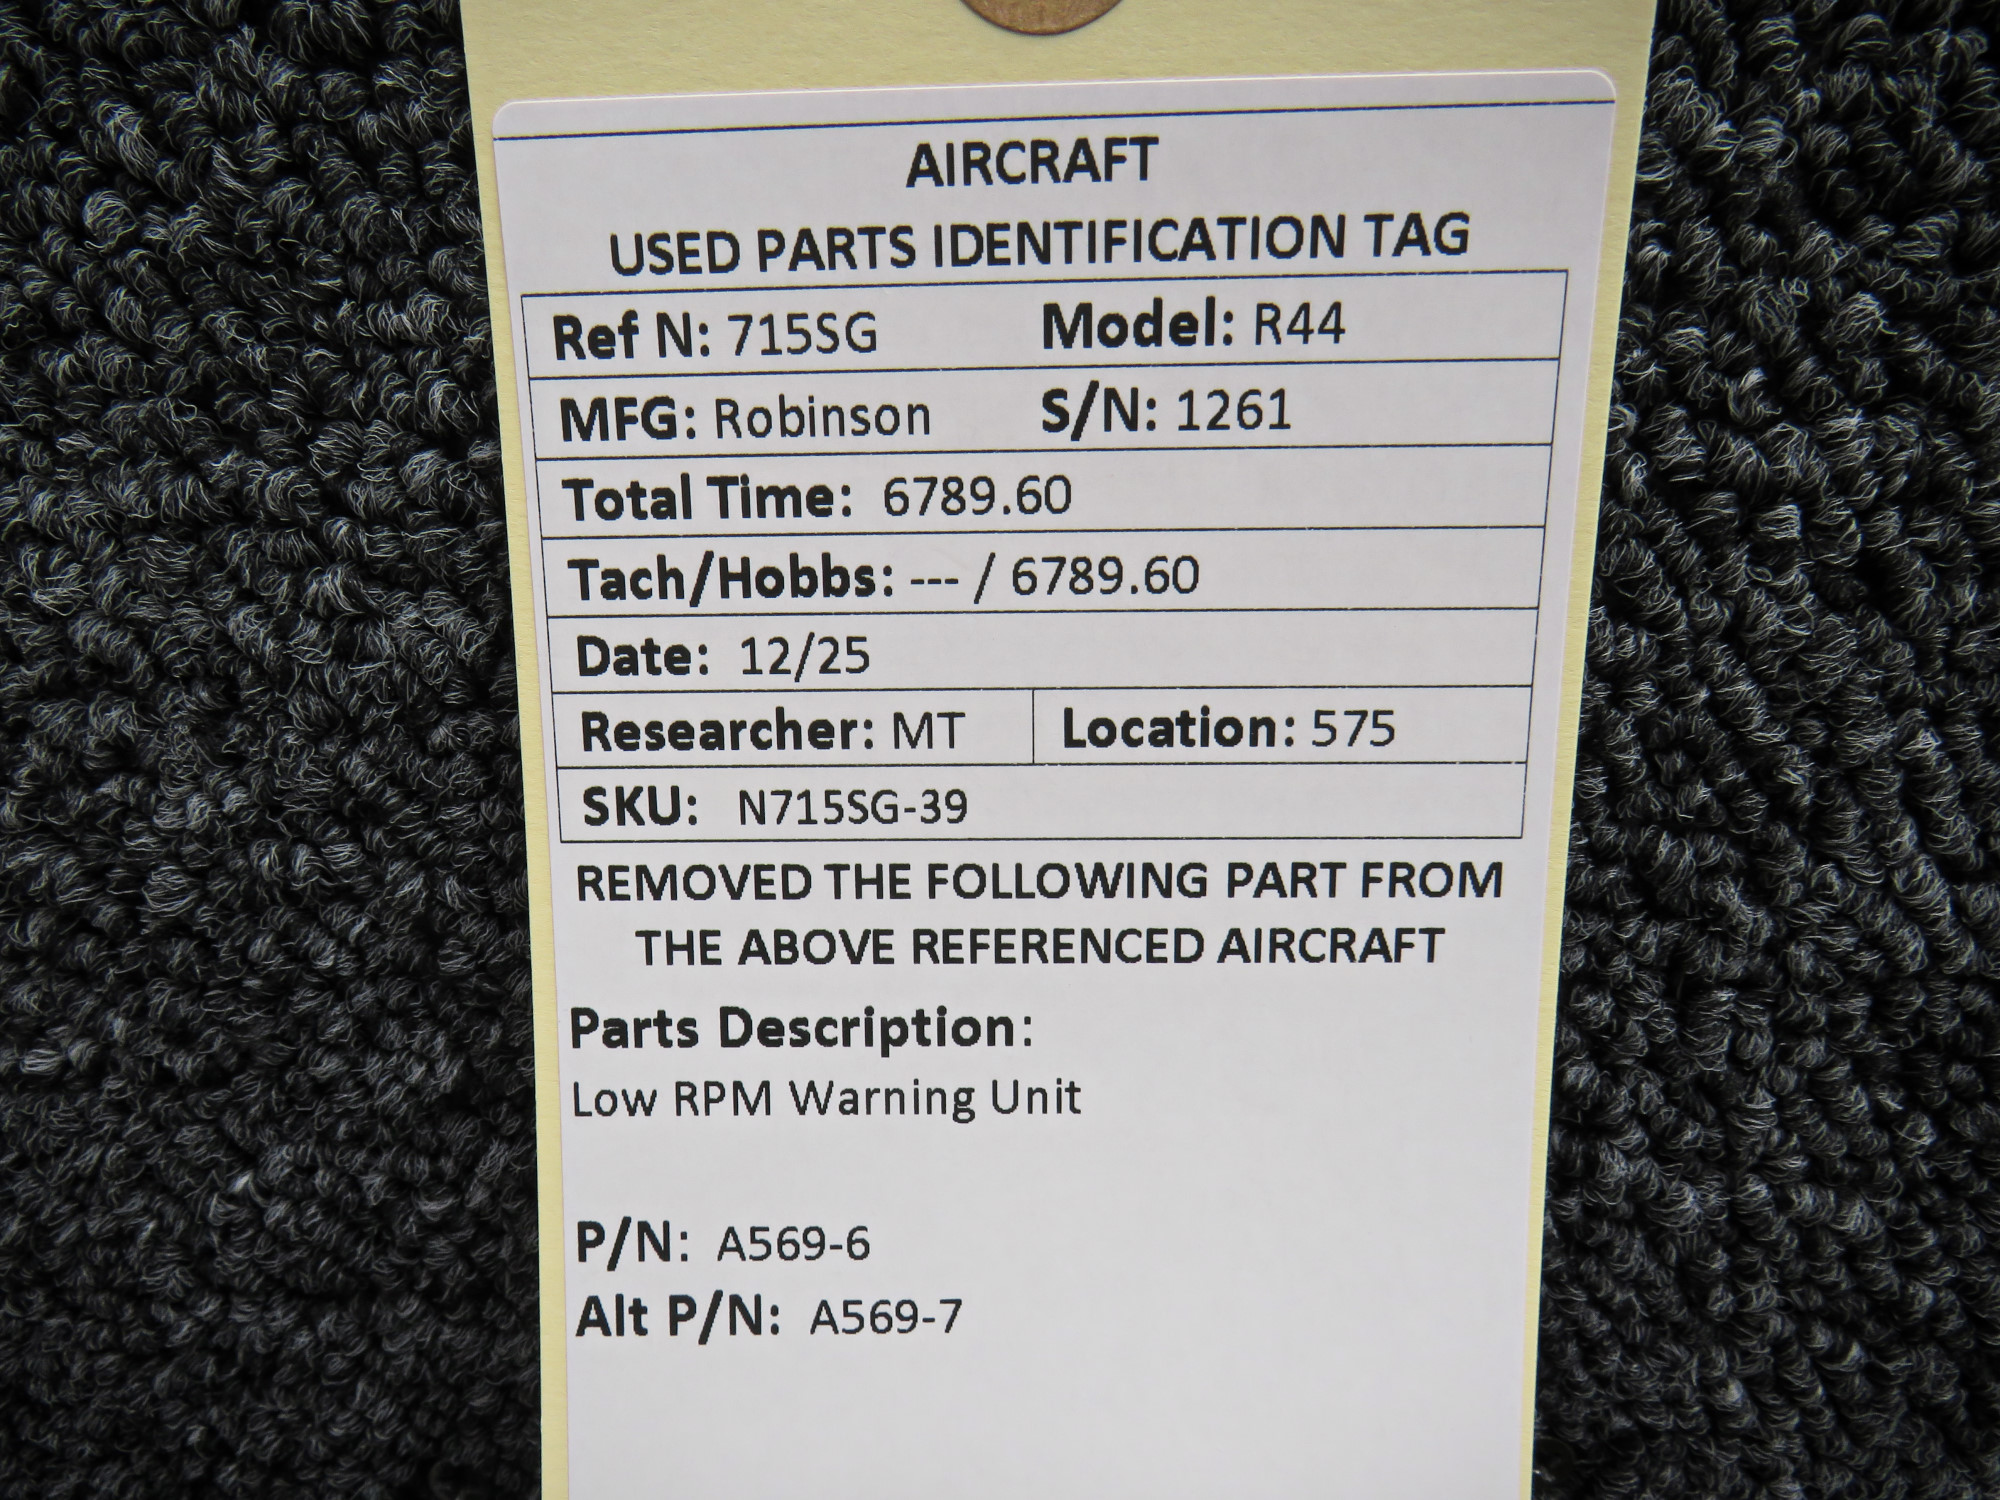 AIRCRAFT
USED PARTS IDENTIFICATION TAG
Ref N: 715SG Model: R44
MFG: Robinson S/N: 1261
Total Time: 6789.60
Tach/Hobbs: --- / 6789.60
Date: 12/25
Researcher: MT Location: 575
SKU: N715SG-39
REMOVED THE FOLLOWING PART FROM
THE ABOVE REFERENCED AIRCRAFT
Parts Description:
Low RPM Warning Unit
P/N: A569-6
Alt P/N: A569-7